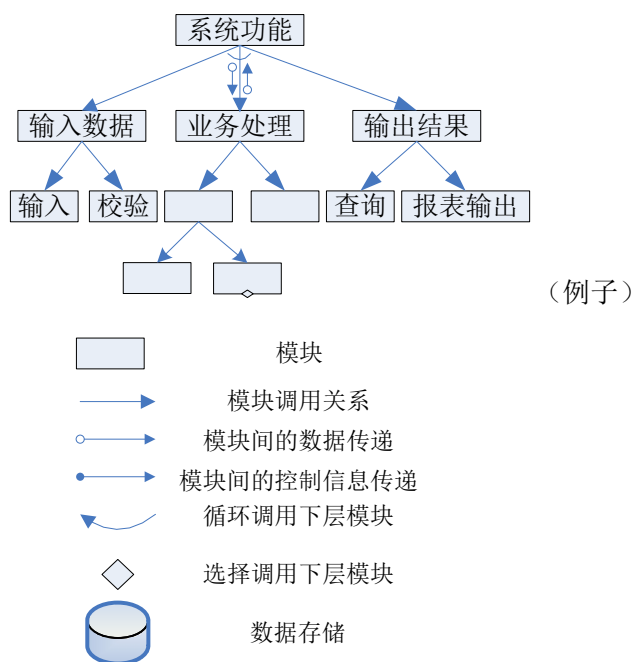 系统功能
输入数据
业务处理
输出结果
输入
校验
查询
报表输出
（例子）
模块
模块调用关系
模块间的数据传递
模块间的控制信息传递
循环调用下层模块
选择调用下层模块
数据存储